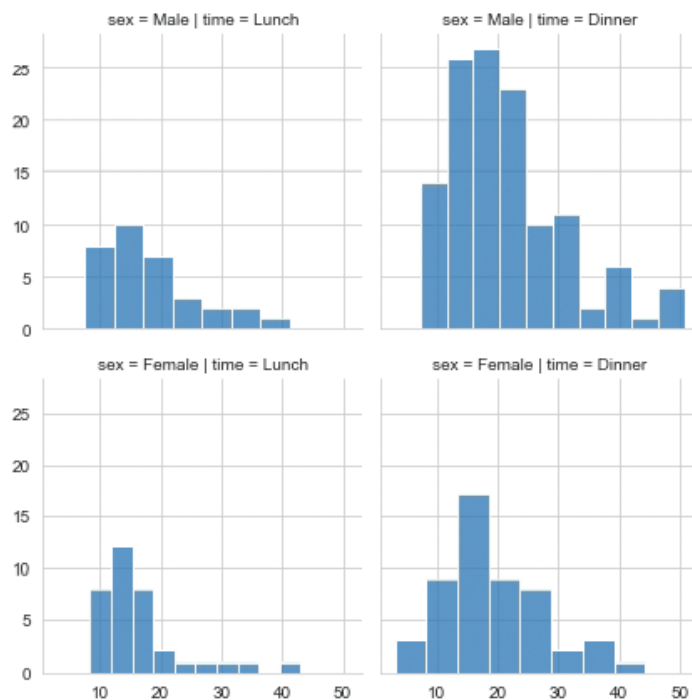 sex = Male | time = Lunch
sex = Male | time = Dinner
25
20
15
10
5
0
sex = Female | time = Lunch
sex = Female | time = Dinner
25
20
15
10
5
0
10 20 30 40 50
10 20 30 40 50